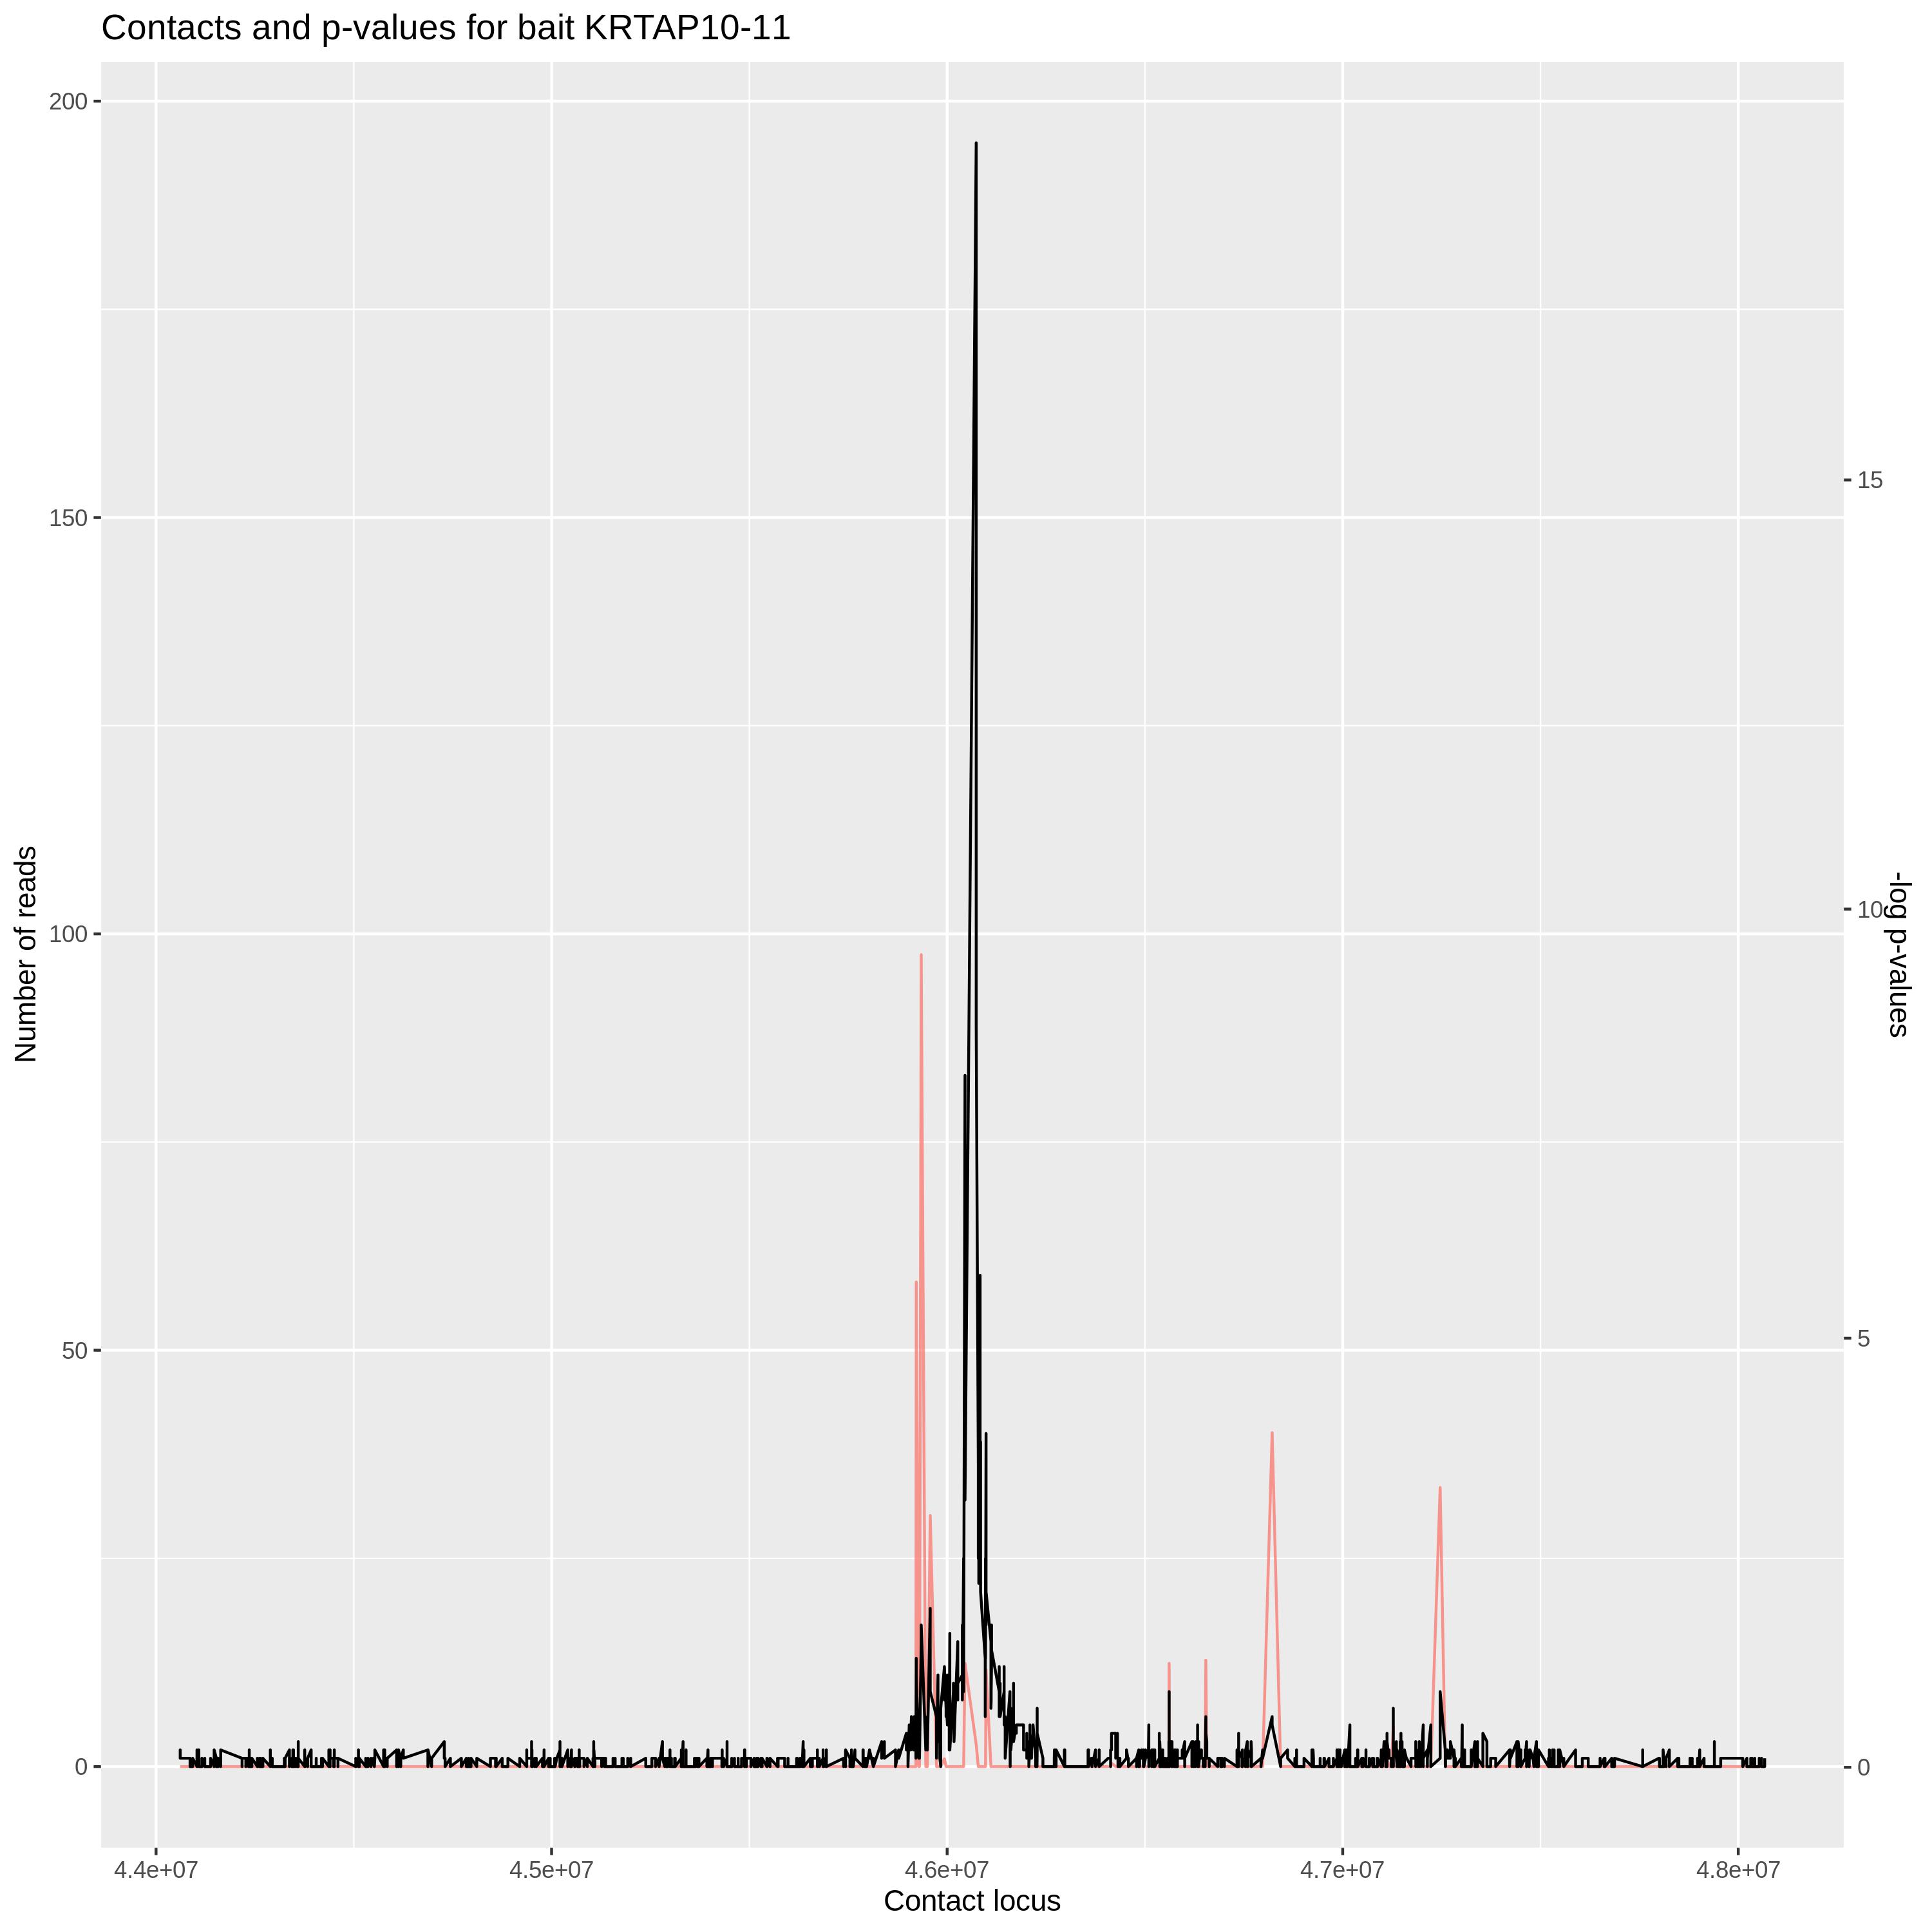 Contacts and p-values for bait KRTAP10-11
200
150
100
50
0
Number of reads
15
10
5
0
-log p-values
4.4e+07
4.5e+07
4.6e+07
4.7e+07
4.8e+07
Contact locus